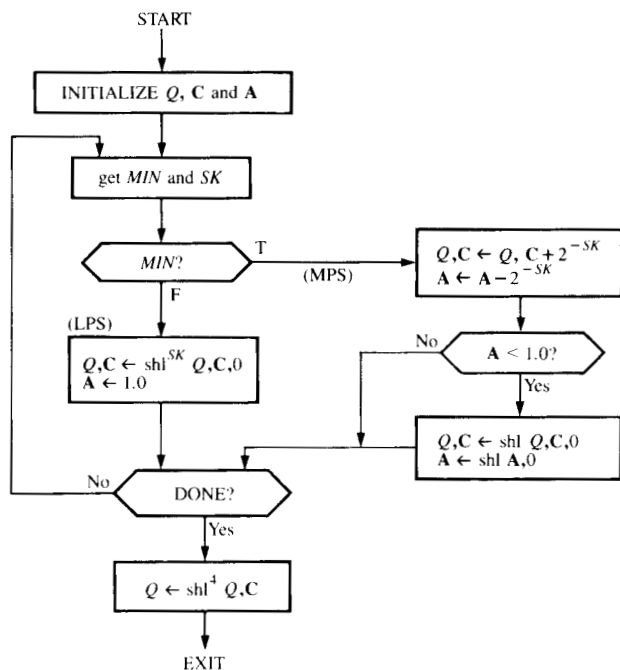 START
INITIALIZE Q, C and A
get MIN and SK
MIN?
T
(MPS)
F
(LPS)
Q,C ← Q, C + 2^-SK
A ← A − 2^-SK
A < 1.0?
No
Yes
Q,C ← shl^SK Q,C,0
A ← 1.0
Q,C ← shl Q,C,0
A ← shl A,0
DONE?
No
Yes
Q ← shl^4 Q,C
EXIT